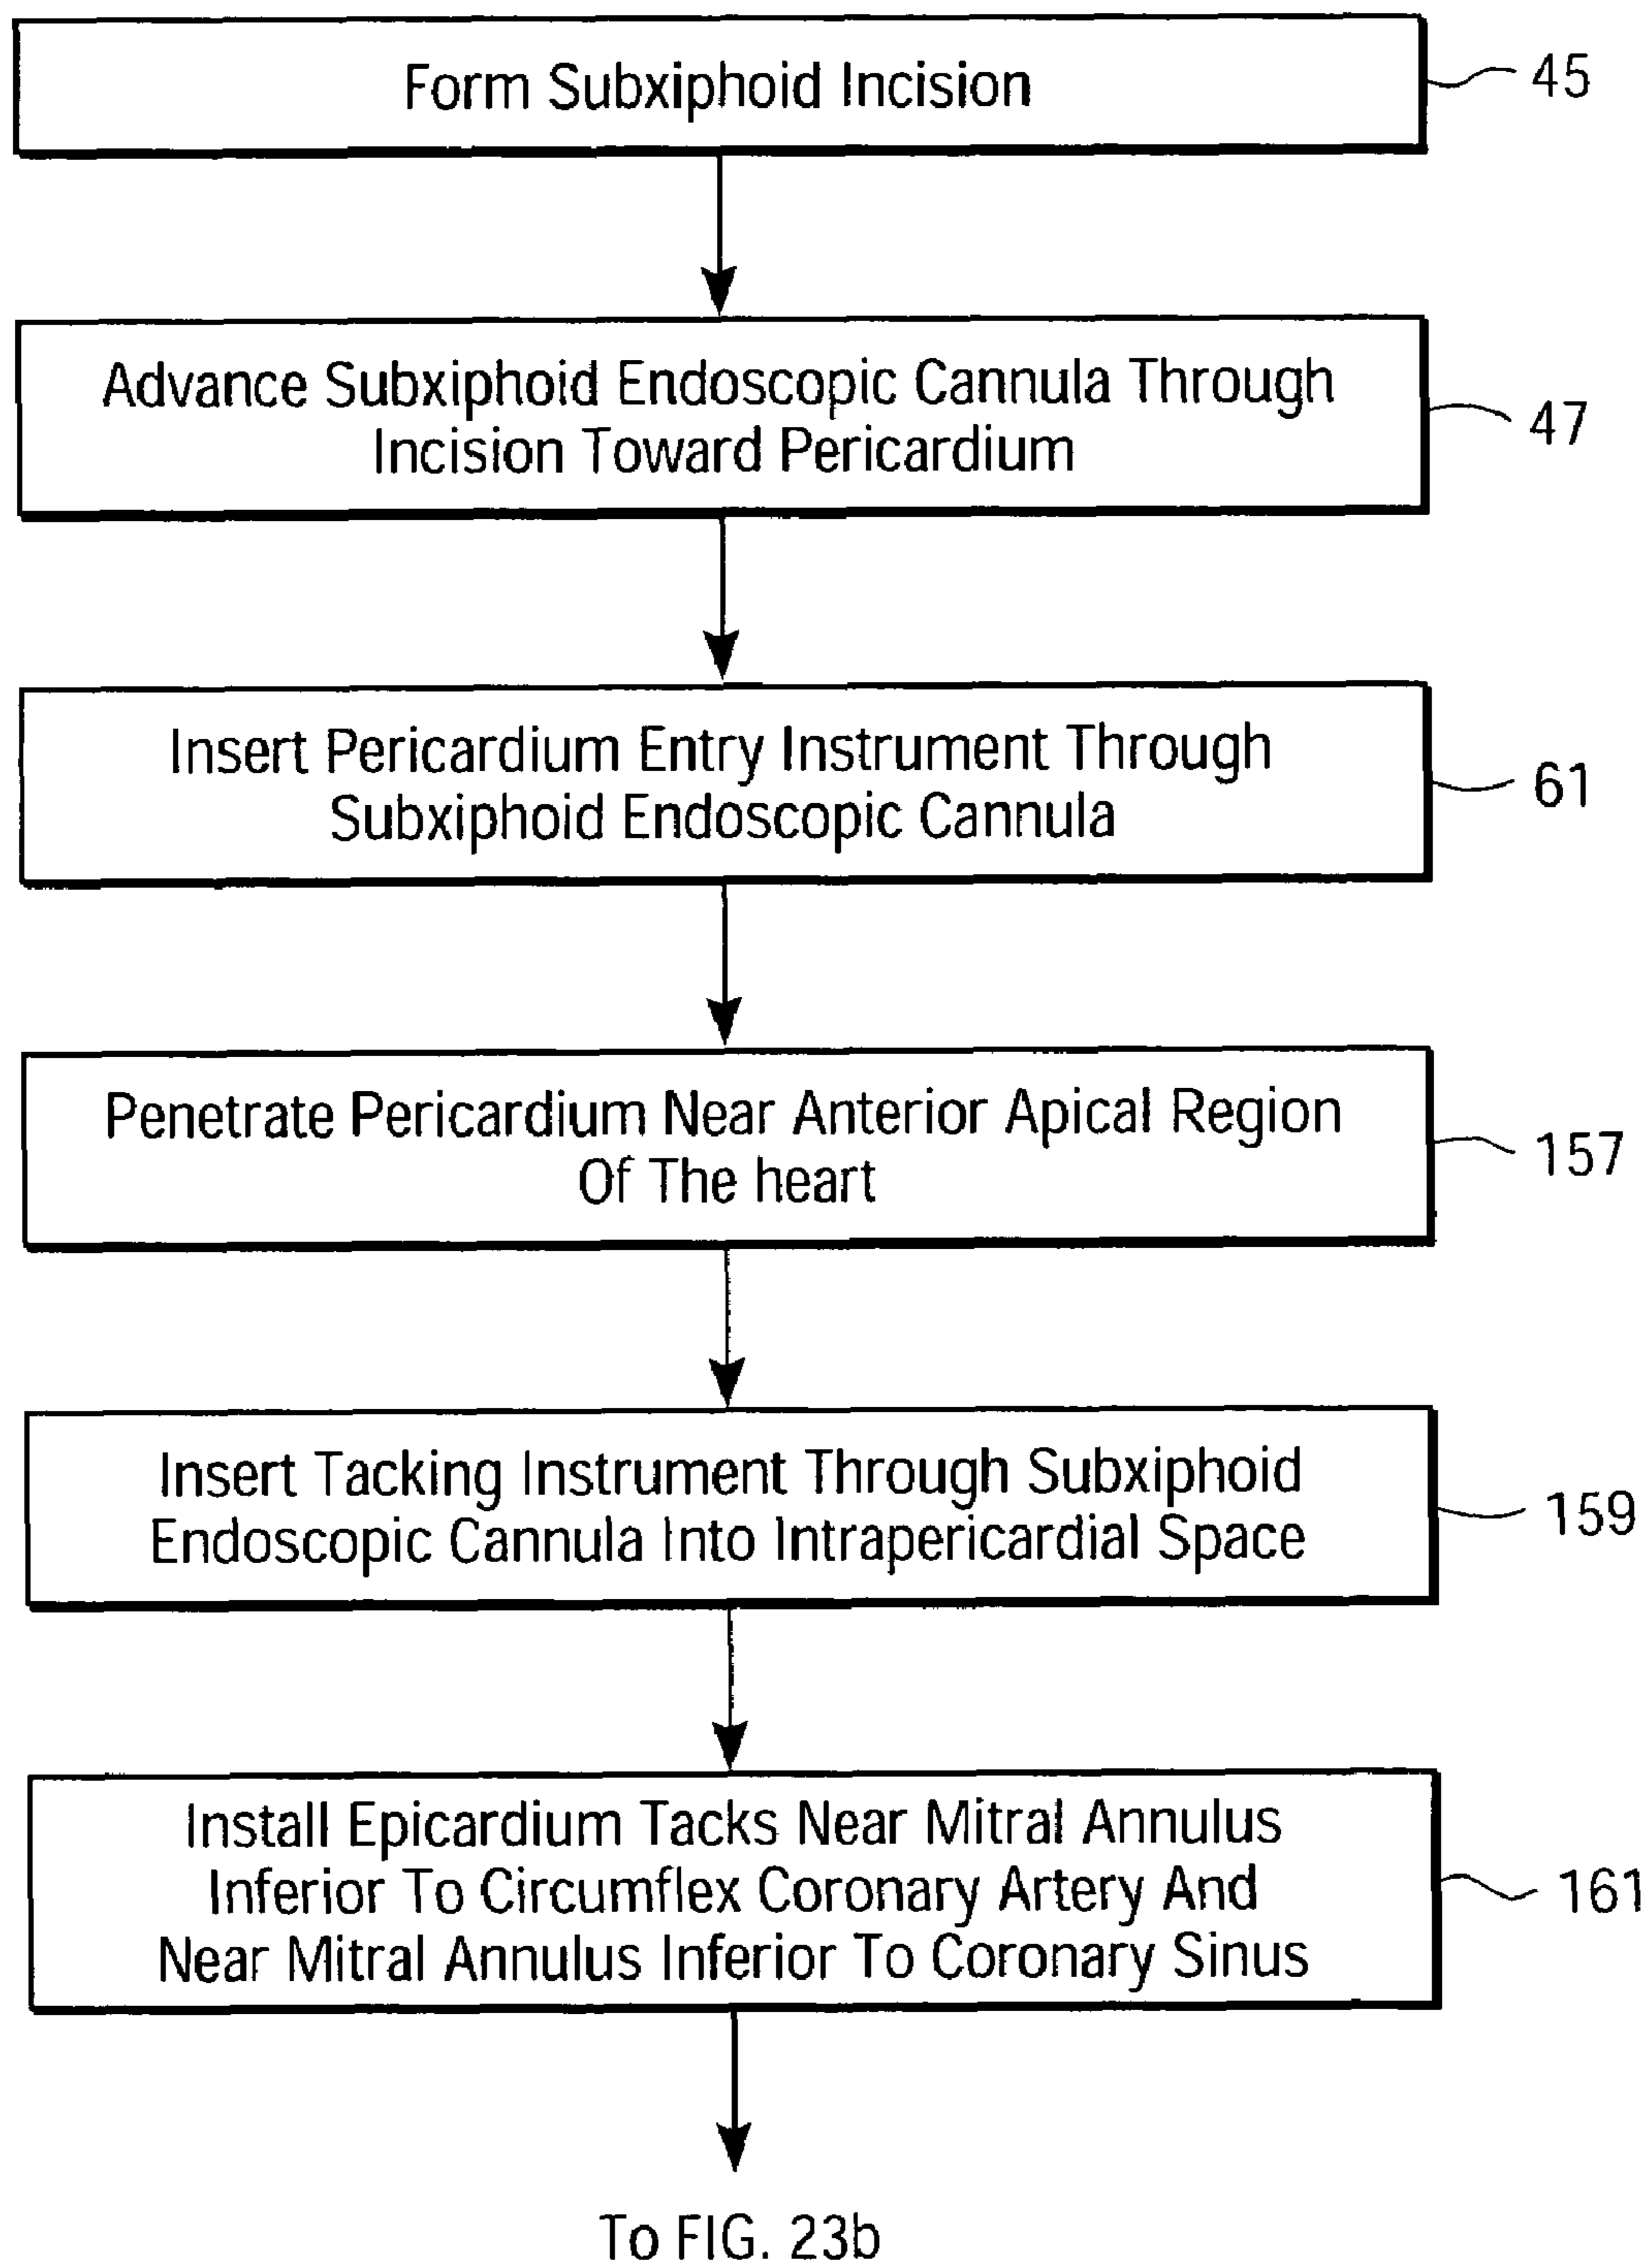 Form Subxiphoid Incision
45
Advance Subxiphoid Endoscopic Cannula Through
Incision Toward Pericardium
47
Insert Pericardium Entry Instrument Through
Subxiphoid Endoscopic Cannula
61
Penetrate Pericardium Near Anterior Apical Region
Of The heart
157
Insert Tacking Instrument Through Subxiphoid
Endoscopic Cannula Into Intrapericardial Space
159
Install Epicardium Tacks Near Mitral Annulus
Inferior To Circumflex Coronary Artery And
Near Mitral Annulus Inferior To Coronary Sinus
161
To FIG. 23b